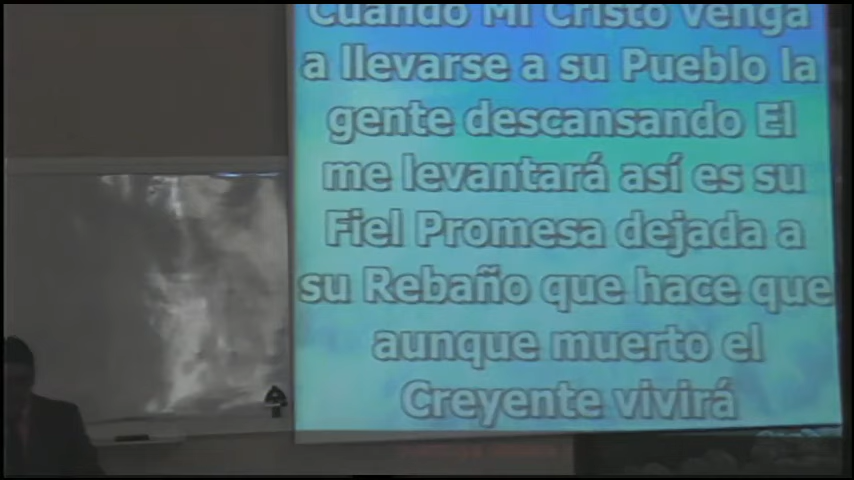 Cuando Mi Cristo venga
a llevarse a su Pueblo la
gente descansando El
me levantará así es su
Fiel Promesa dejada a
su Rebaño que hace que
aunque muerto el
Creyente vivirá